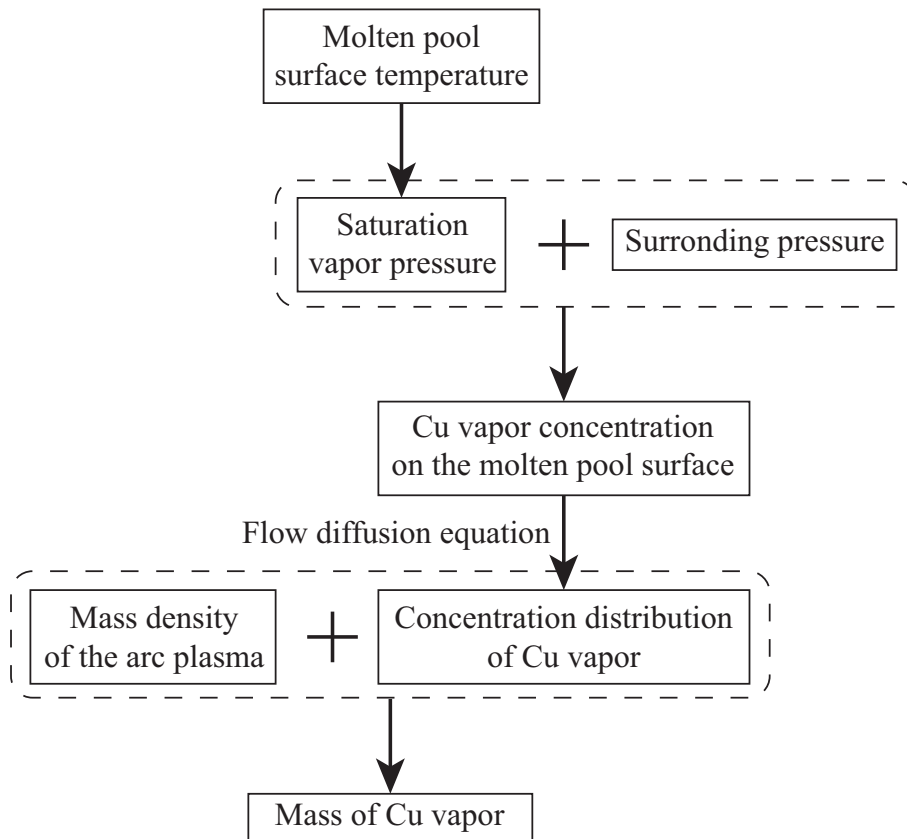 Molten pool
surface temperature
Saturation
vapor pressure
Surronding pressure
Cu vapor concentration
on the molten pool surface
Flow diffusion equation
Mass density
of the arc plasma
Concentration distribution
of Cu vapor
Mass of Cu vapor